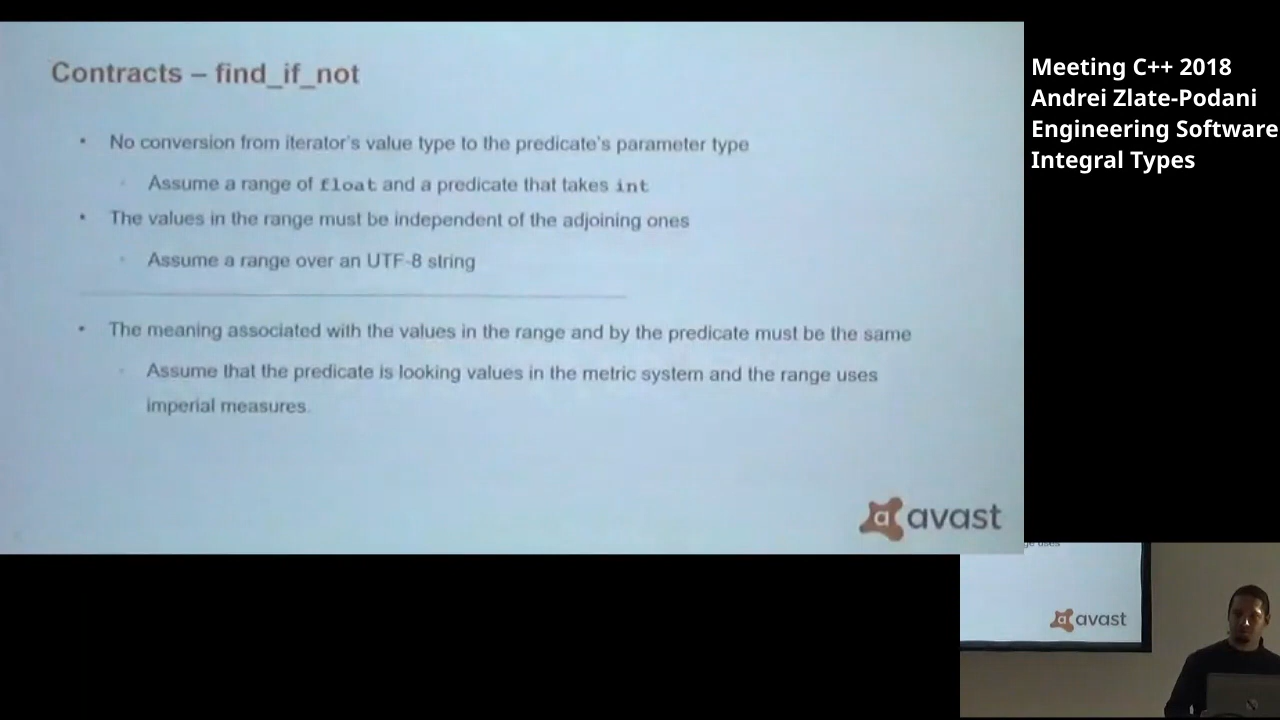 Contracts – find_if_not
• No conversion from iterator's value type to the predicate's parameter type
Assume a range of float and a predicate that takes int
• The values in the range must be independent of the adjoining ones
Assume a range over an UTF-8 string
• The meaning associated with the values in the range and by the predicate must be the same
Assume that the predicate is looking values in the metric system and the range uses
imperial measures.
a avast
Meeting C++ 2018
Andrei Zlate-Podani
Engineering Software
Integral Types
ge uses
a avast